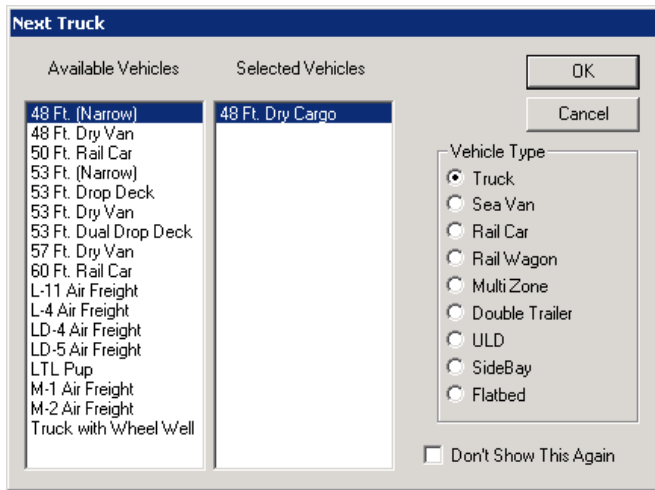 Next Truck
Available Vehicles
Selected Vehicles
48 Ft. (Narrow)
48 Ft. Dry Van
50 Ft. Rail Car
53 Ft. (Narrow)
53 Ft. Drop Deck
53 Ft. Dry Van
53 Ft. Dual Drop Deck
57 Ft. Dry Van
60 Ft. Rail Car
L-11 Air Freight
L-4 Air Freight
LD-4 Air Freight
LD-5 Air Freight
LTL Pup
M-1 Air Freight
M-2 Air Freight
Truck with Wheel Well
48 Ft. Dry Cargo
OK
Cancel
Vehicle Type
Truck
Sea Van
Rail Car
Rail Wagon
Multi Zone
Double Trailer
ULD
SideBay
Flatbed
Don't Show This Again